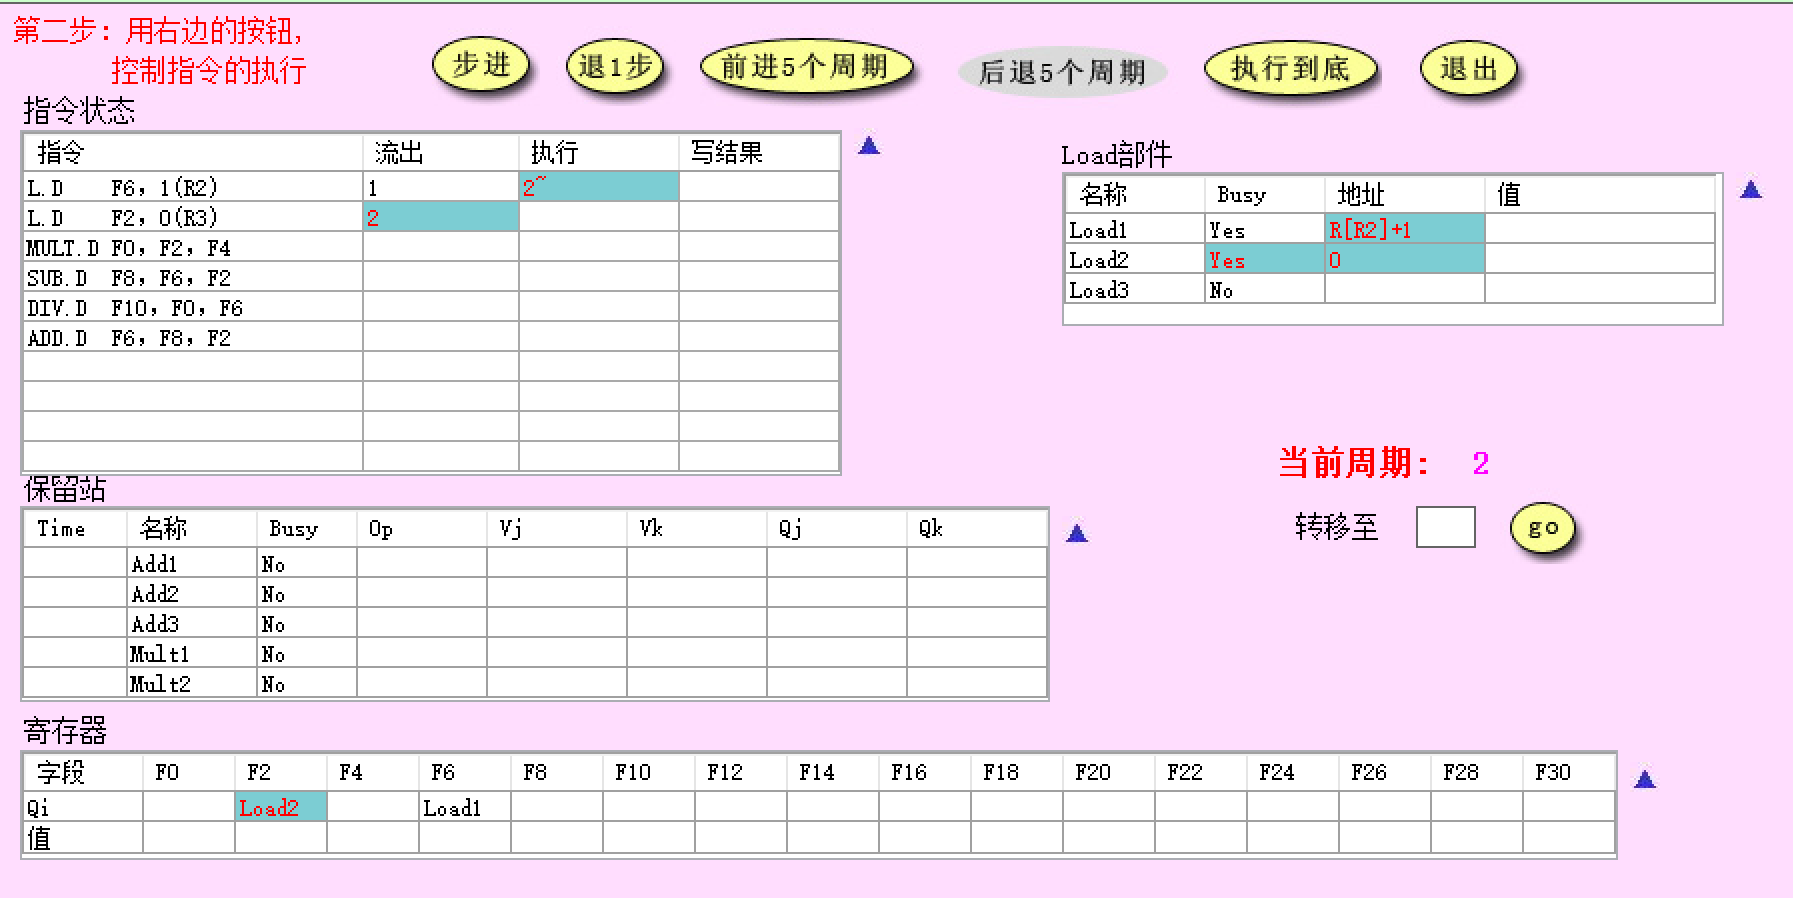 第二步：用右边的按钮，
控制指令的执行
步进 退1步 前进5个周期 后退5个周期 执行到底 退出
指令状态
指令 流出 执行 写结果
L.D F6, 1(R2) 1 2~
L.D F2, 0(R3) 2
MULT.D F0, F2, F4
SUB.D F8, F6, F2
DIV.D F10, F0, F6
ADD.D F6, F8, F2
Load部件
名称 Busy 地址 值
Load1 Yes R[R2]+1
Load2 Yes 0
Load3 No
当前周期： 2
转移至 go
保留站
Time 名称 Busy Op Vj Vk Qj Qk
Add1 No
Add2 No
Add3 No
Mult1 No
Mult2 No
寄存器
字段 F0 F2 F4 F6 F8 F10 F12 F14 F16 F18 F20 F22 F24 F26 F28 F30
Qi Load2 Load1
值